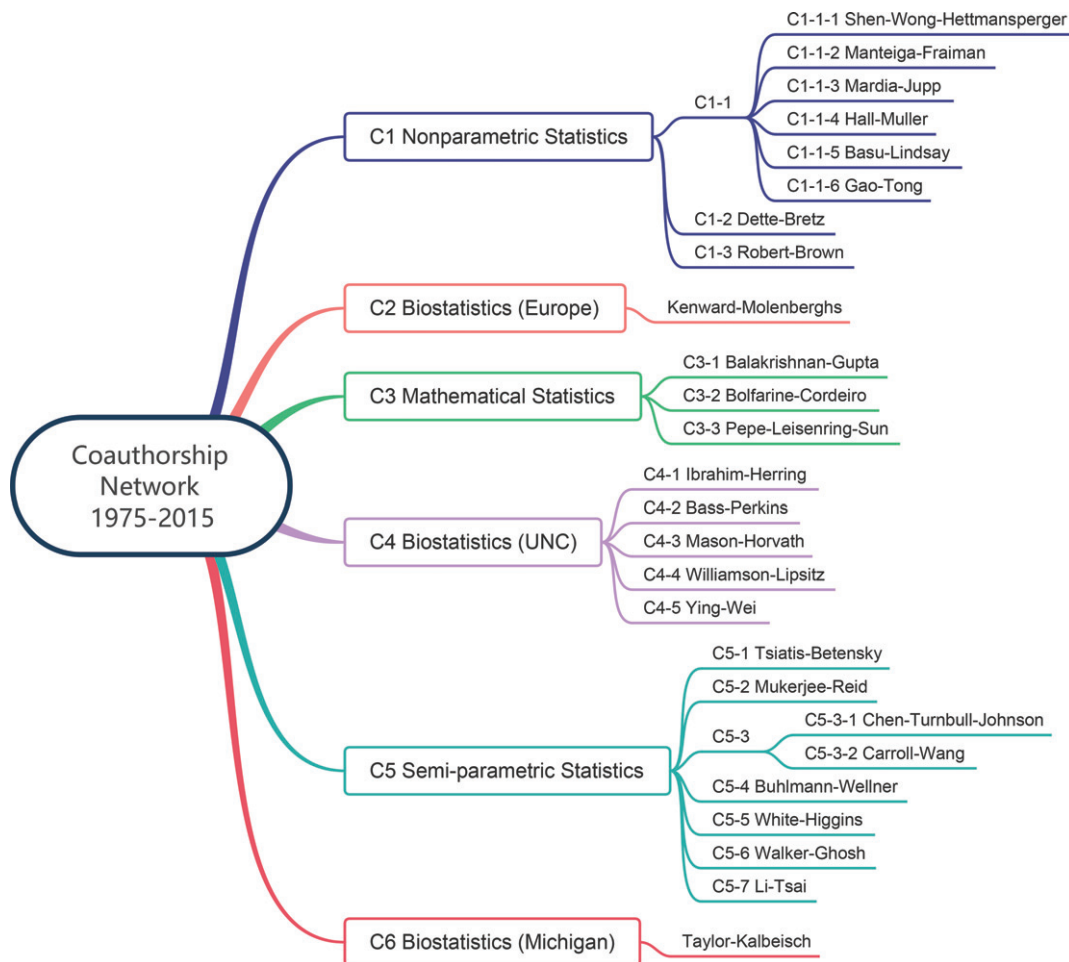 Coauthorship
Network
1975-2015
C1 Nonparametric Statistics
C1-1
C1-1-1 Shen-Wong-Hettmansperger
C1-1-2 Manteiga-Fraiman
C1-1-3 Mardia-Jupp
C1-1-4 Hall-Muller
C1-1-5 Basu-Lindsay
C1-1-6 Gao-Tong
C1-2 Dette-Bretz
C1-3 Robert-Brown
C2 Biostatistics (Europe)
Kenward-Molenberghs
C3 Mathematical Statistics
C3-1 Balakrishnan-Gupta
C3-2 Bolfarine-Cordeiro
C3-3 Pepe-Leisenring-Sun
C4 Biostatistics (UNC)
C4-1 Ibrahim-Herring
C4-2 Bass-Perkins
C4-3 Mason-Horvath
C4-4 Williamson-Lipsitz
C4-5 Ying-Wei
C5 Semi-parametric Statistics
C5-1 Tsiatis-Betensky
C5-2 Mukerjee-Reid
C5-3
C5-3-1 Chen-Turnbull-Johnson
C5-3-2 Carroll-Wang
C5-4 Buhlmann-Wellner
C5-5 White-Higgins
C5-6 Walker-Ghosh
C5-7 Li-Tsai
C6 Biostatistics (Michigan)
Taylor-Kalbeisch